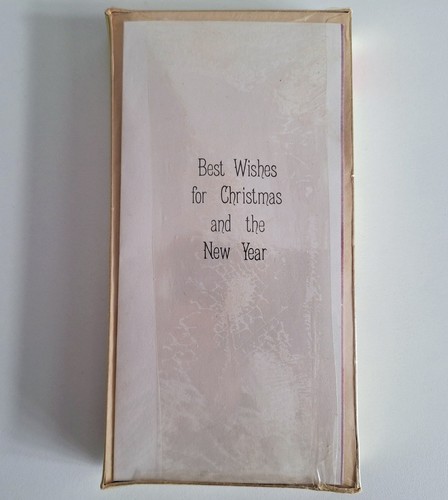 Best Wishes
for Christmas
and the
New Year